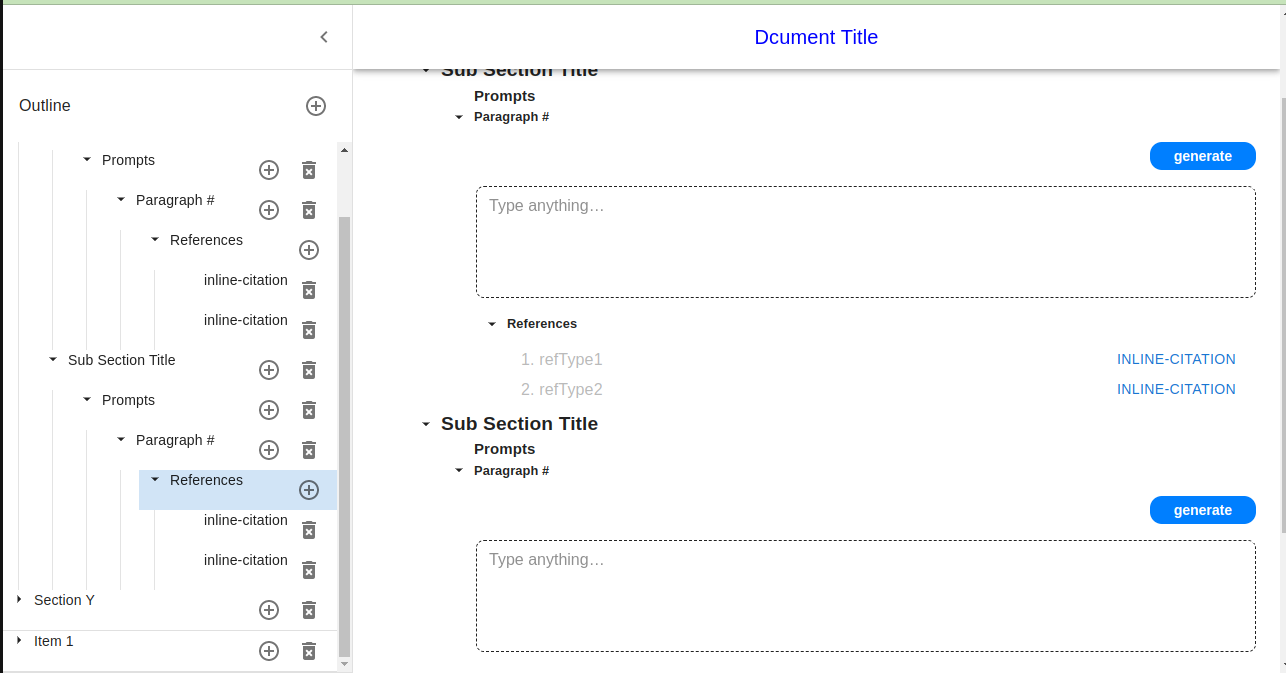 Dcument Title
Outline
Prompts
Paragraph #
References
inline-citation
inline-citation
Sub Section Title
Prompts
Paragraph #
References
inline-citation
inline-citation
Section Y
Item 1
Sub Section Title
Prompts
Paragraph #
generate
Type anything…
References
1. refType1 INLINE-CITATION
2. refType2 INLINE-CITATION
Sub Section Title
Prompts
Paragraph #
generate
Type anything…